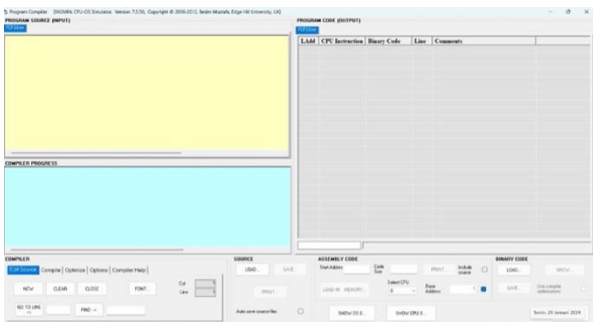 Program Compiler [YASMIN: CPU-OS Simulator. Version 7.5.50, Copyright © 2006-2013, Besim Mustafa, Edge Hill University, UK]
PROGRAM SOURCE (INPUT)
PROGRAM CODE (OUTPUT)
LAdd CPU Instruction Binary Code Line Comments
COMPILER PROGRESS
COMPILER
Compile Optimize Options Compiler Help
NEW CLEAR CLOSE FONT...
Col
Line
GO TO LINE
FIND ->
SOURCE
LOAD... SAVE
PRINT...
Auto save source files
ASSEMBLY CODE
Start Address
Code Size
PRINT...
Include source
LOAD IN MEMORY...
Select CPU
Base Address
SHOW OS 0...
SHOW CPU 0...
BINARY CODE
LOAD... SHOW...
SAVE...
Senin, 29 Januari 2024